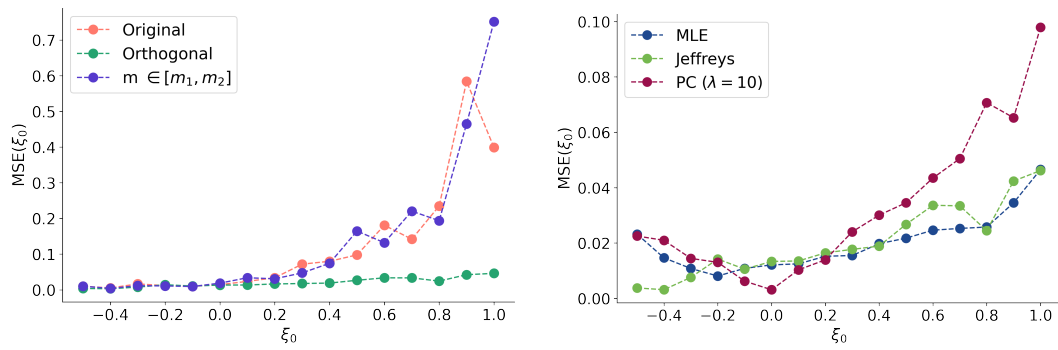 Original
Orthogonal
m ∈ [m₁, m₂]
MSE(ξ₀)
0.7
0.6
0.5
0.4
0.3
0.2
0.1
0.0
−0.4 −0.2 0.0 0.2 0.4 0.6 0.8 1.0
ξ₀
MLE
Jeffreys
PC (λ = 10)
MSE(ξ₀)
0.10
0.08
0.06
0.04
0.02
0.00
−0.4 −0.2 0.0 0.2 0.4 0.6 0.8 1.0
ξ₀